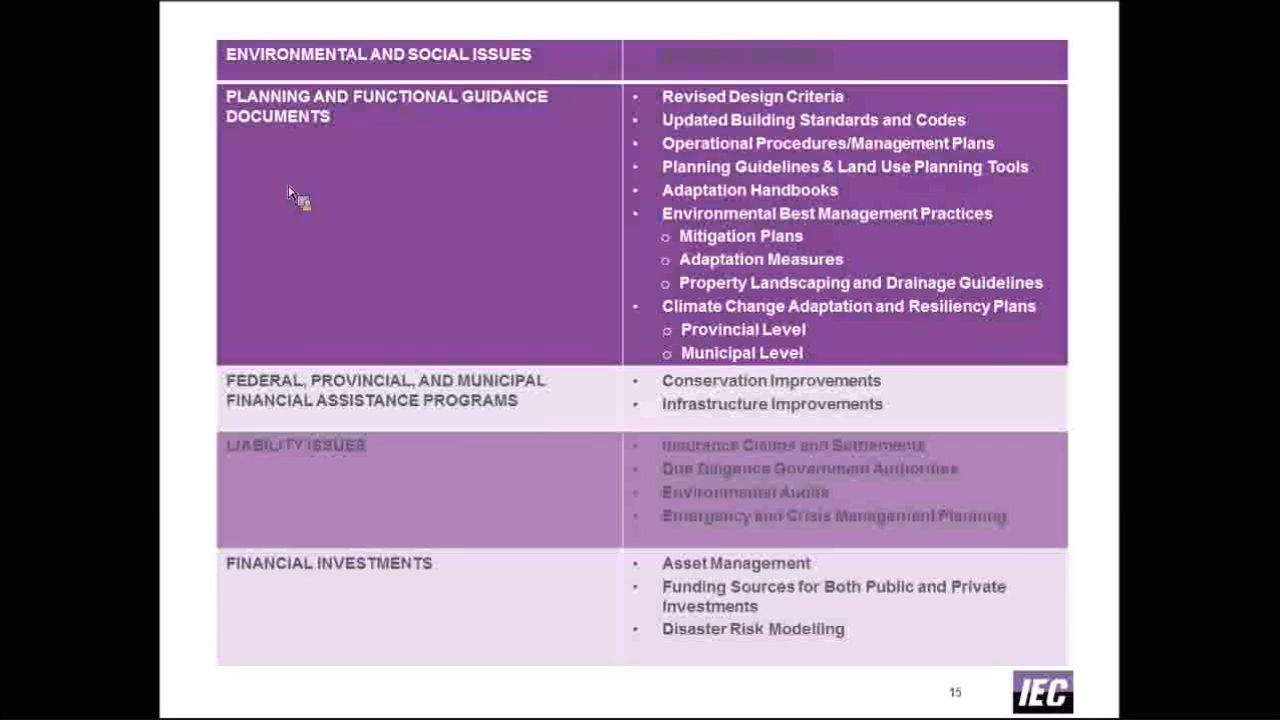 ENVIRONMENTAL AND SOCIAL ISSUES
PLANNING AND FUNCTIONAL GUIDANCE
DOCUMENTS
• Revised Design Criteria
• Updated Building Standards and Codes
• Operational Procedures/Management Plans
• Planning Guidelines & Land Use Planning Tools
• Adaptation Handbooks
• Environmental Best Management Practices
o Mitigation Plans
o Adaptation Measures
o Property Landscaping and Drainage Guidelines
• Climate Change Adaptation and Resiliency Plans
o Provincial Level
o Municipal Level
FEDERAL, PROVINCIAL, AND MUNICIPAL
FINANCIAL ASSISTANCE PROGRAMS
• Conservation Improvements
• Infrastructure Improvements
LIABILITY ISSUES
• Insurance Claims and Settlements
• Due Diligence Government Authorities
• Environmental Audits
• Emergency and Crisis Management Planning
FINANCIAL INVESTMENTS
• Asset Management
• Funding Sources for Both Public and Private
Investments
• Disaster Risk Modelling
15
IEC